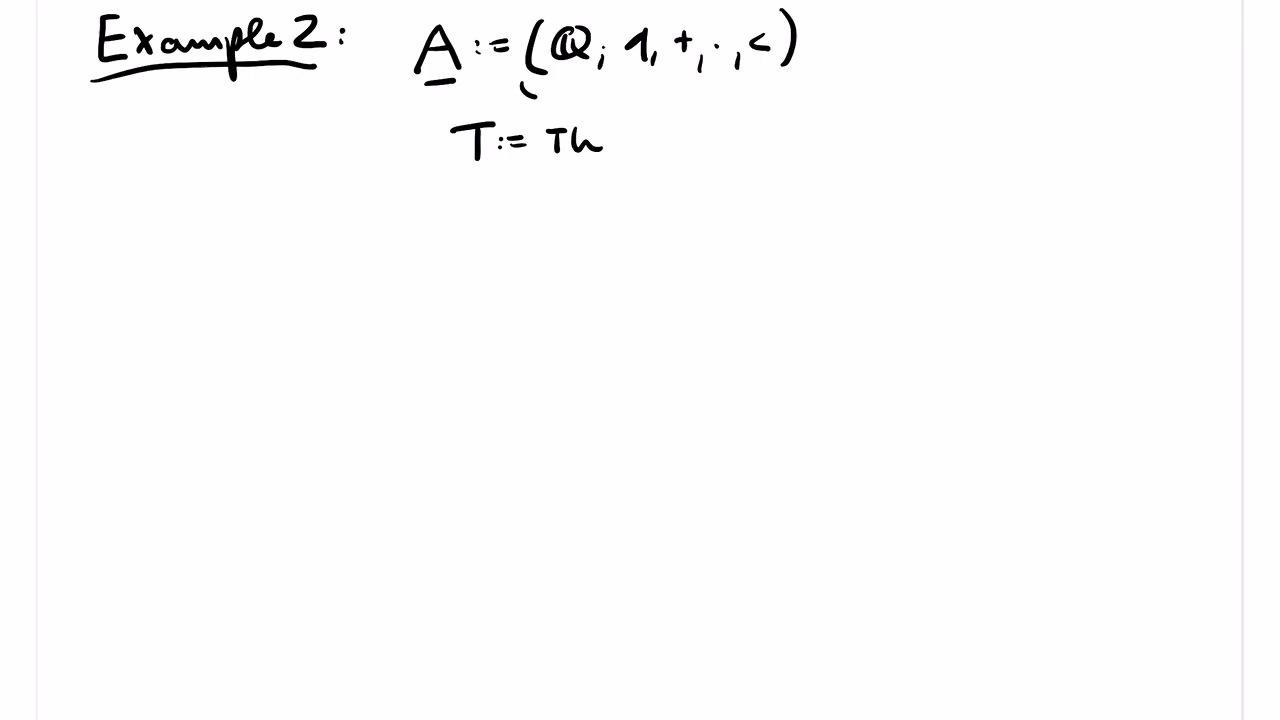 Example 2: A := (ℚ; 1, +, ·, <)
T := Th